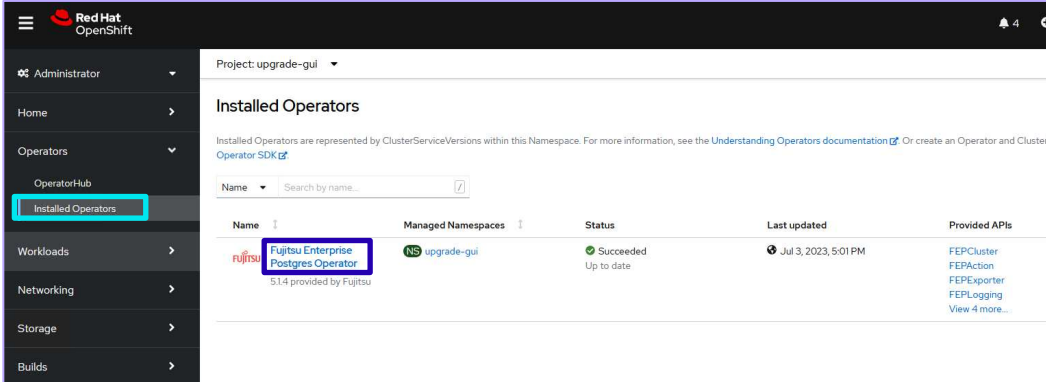 Red Hat
OpenShift
4
Administrator
Project: upgrade-gui
Home
Installed Operators
Operators
Installed Operators are represented by ClusterServiceVersions within this Namespace. For more information, see the Understanding Operators documentation. Or create an Operator and Cluster
Operator SDK
OperatorHub
Name Search by name... /
Installed Operators
Name Managed Namespaces Status Last updated Provided APIs
Workloads
FUJITSU Fujitsu Enterprise NS upgrade-gui Succeeded Jul 3, 2023, 5:01 PM FEPCluster
Postgres Operator Up to date FEPAction
5.1.4 provided by Fujitsu FEPExporter
Networking
FEPLogging
View 4 more...
Storage
Builds